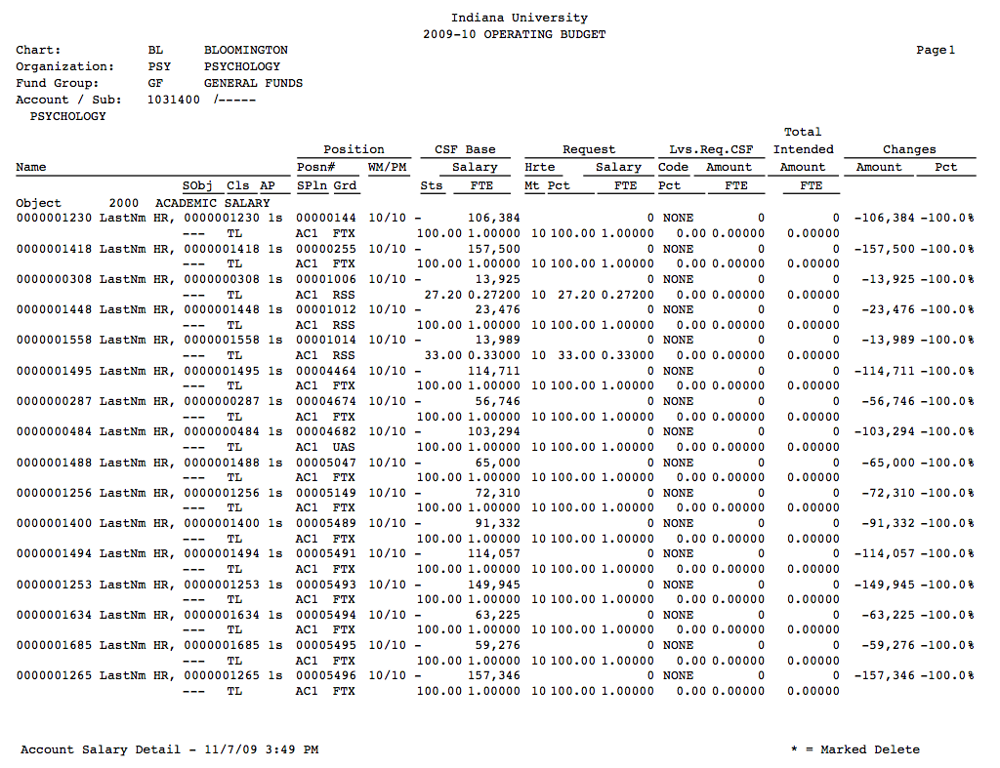 Indiana University
2009-10 OPERATING BUDGET
Chart: BL BLOOMINGTON Page1
Organization: PSY PSYCHOLOGY
Fund Group: GF GENERAL FUNDS
Account / Sub: 1031400 /-----
PSYCHOLOGY
Total
Position CSF Base Request Lvs.Req.CSF Intended Changes
Name Posn# WM/PM Salary Hrte Salary Code Amount Amount Amount Pct
SObj Cls AP SPln Grd Sts FTE Mt Pct FTE Pct FTE FTE
Object 2000 ACADEMIC SALARY
0000001230 LastNm HR, 0000001230 1s 00000144 10/10 - 106,384 0 NONE 0 0 -106,384 -100.0%
--- TL AC1 FTX 100.00 1.00000 10 100.00 1.00000 0.00 0.00000 0.00000
0000001418 LastNm HR, 0000001418 1s 00000255 10/10 - 157,500 0 NONE 0 0 -157,500 -100.0%
--- TL AC1 FTX 100.00 1.00000 10 100.00 1.00000 0.00 0.00000 0.00000
0000000308 LastNm HR, 0000000308 1s 00001006 10/10 - 13,925 0 NONE 0 0 -13,925 -100.0%
--- TL AC1 RSS 27.20 0.27200 10 27.20 0.27200 0.00 0.00000 0.00000
0000001448 LastNm HR, 0000001448 1s 00001012 10/10 - 23,476 0 NONE 0 0 -23,476 -100.0%
--- TL AC1 RSS 100.00 1.00000 10 100.00 1.00000 0.00 0.00000 0.00000
0000001558 LastNm HR, 0000001558 1s 00001014 10/10 - 13,989 0 NONE 0 0 -13,989 -100.0%
--- TL AC1 RSS 33.00 0.33000 10 33.00 0.33000 0.00 0.00000 0.00000
0000001495 LastNm HR, 0000001495 1s 00004464 10/10 - 114,711 0 NONE 0 0 -114,711 -100.0%
--- TL AC1 FTX 100.00 1.00000 10 100.00 1.00000 0.00 0.00000 0.00000
0000000287 LastNm HR, 0000000287 1s 00004674 10/10 - 56,746 0 NONE 0 0 -56,746 -100.0%
--- TL AC1 FTX 100.00 1.00000 10 100.00 1.00000 0.00 0.00000 0.00000
0000000484 LastNm HR, 0000000484 1s 00004682 10/10 - 103,294 0 NONE 0 0 -103,294 -100.0%
--- TL AC1 UAS 100.00 1.00000 10 100.00 1.00000 0.00 0.00000 0.00000
0000001488 LastNm HR, 0000001488 1s 00005047 10/10 - 65,000 0 NONE 0 0 -65,000 -100.0%
--- TL AC1 FTX 100.00 1.00000 10 100.00 1.00000 0.00 0.00000 0.00000
0000001256 LastNm HR, 0000001256 1s 00005149 10/10 - 72,310 0 NONE 0 0 -72,310 -100.0%
--- TL AC1 FTX 100.00 1.00000 10 100.00 1.00000 0.00 0.00000 0.00000
0000001400 LastNm HR, 0000001400 1s 00005489 10/10 - 91,332 0 NONE 0 0 -91,332 -100.0%
--- TL AC1 FTX 100.00 1.00000 10 100.00 1.00000 0.00 0.00000 0.00000
0000001494 LastNm HR, 0000001494 1s 00005491 10/10 - 114,057 0 NONE 0 0 -114,057 -100.0%
--- TL AC1 FTX 100.00 1.00000 10 100.00 1.00000 0.00 0.00000 0.00000
0000001253 LastNm HR, 0000001253 1s 00005493 10/10 - 149,945 0 NONE 0 0 -149,945 -100.0%
--- TL AC1 FTX 100.00 1.00000 10 100.00 1.00000 0.00 0.00000 0.00000
0000001634 LastNm HR, 0000001634 1s 00005494 10/10 - 63,225 0 NONE 0 0 -63,225 -100.0%
--- TL AC1 FTX 100.00 1.00000 10 100.00 1.00000 0.00 0.00000 0.00000
0000001685 LastNm HR, 0000001685 1s 00005495 10/10 - 59,276 0 NONE 0 0 -59,276 -100.0%
--- TL AC1 FTX 100.00 1.00000 10 100.00 1.00000 0.00 0.00000 0.00000
0000001265 LastNm HR, 0000001265 1s 00005496 10/10 - 157,346 0 NONE 0 0 -157,346 -100.0%
--- TL AC1 FTX 100.00 1.00000 10 100.00 1.00000 0.00 0.00000 0.00000
Account Salary Detail - 11/7/09 3:49 PM * = Marked Delete